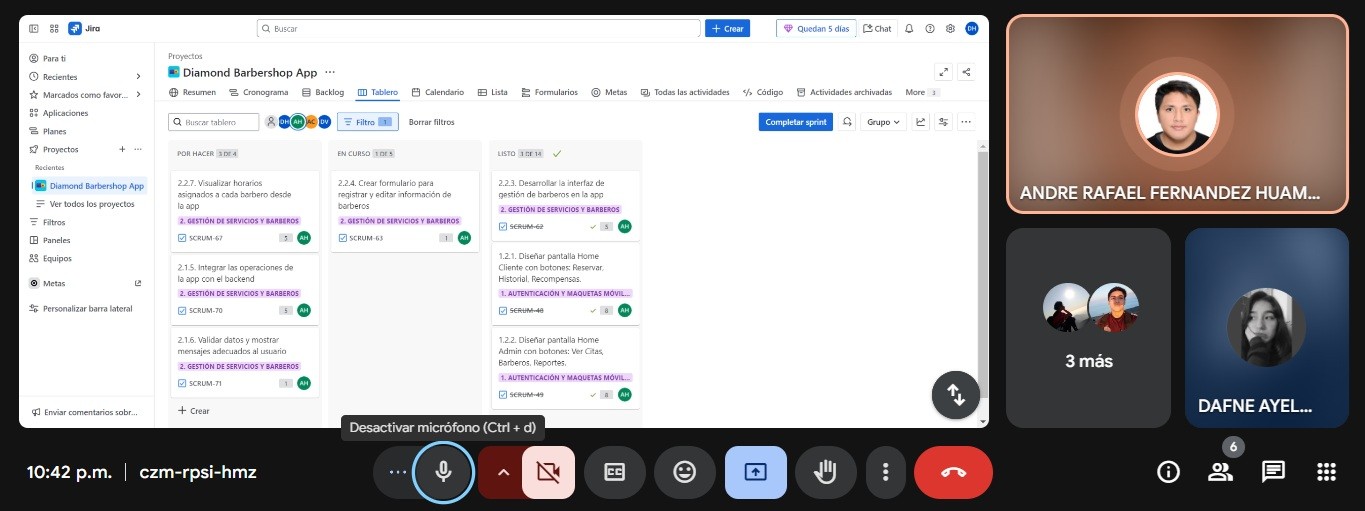 Jira
Buscar
Crear
Quedan 5 días
Chat
DH
Para ti
Recientes
Marcados como favor...
Aplicaciones
Planes
Proyectos
Recientes
Diamond Barbershop App
Ver todos los proyectos
Filtros
Paneles
Equipos
Metas
Personalizar barra lateral
Enviar comentarios sobr...
Proyectos
Diamond Barbershop App
Resumen Cronograma Backlog Tablero Calendario Lista Formularios Metas Todas las actividades Código Actividades archivadas More 3
Buscar tablero DH AH AC DV Filtro 1 Borrar filtros Completar sprint Grupo
POR HACER 3 DE 4
2.2.7. Visualizar horarios
asignados a cada barbero desde
la app
2. GESTIÓN DE SERVICIOS Y BARBEROS
SCRUM-67 5 AH
2.1.5. Integrar las operaciones de
la app con el backend
2. GESTIÓN DE SERVICIOS Y BARBEROS
SCRUM-70 5 AH
2.1.6. Validar datos y mostrar
mensajes adecuados al usuario
2. GESTIÓN DE SERVICIOS Y BARBEROS
SCRUM-71 1 AH
Crear
EN CURSO 1 DE 5
2.2.4. Crear formulario para
registrar y editar información de
barberos
2. GESTIÓN DE SERVICIOS Y BARBEROS
SCRUM-63 1 AH
LISTO 3 DE 14
2.2.3. Desarrollar la interfaz de
gestión de barberos en la app
2. GESTIÓN DE SERVICIOS Y BARBEROS
SCRUM-62 5 AH
1.2.1. Diseñar pantalla Home
Cliente con botones: Reservar,
Historial, Recompensas.
1. AUTENTICACIÓN Y MAQUETAS MÓVIL...
SCRUM-48 8 AH
1.2.2. Diseñar pantalla Home
Admin con botones: Ver Citas,
Barberos, Reportes.
1. AUTENTICACIÓN Y MAQUETAS MÓVIL...
SCRUM-49 8 AH
ANDRE RAFAEL FERNANDEZ HUAM...
3 más
DAFNE AYEL...
Desactivar micrófono (Ctrl + d)
10:42 p.m. czm-rpsi-hmz
CC
6